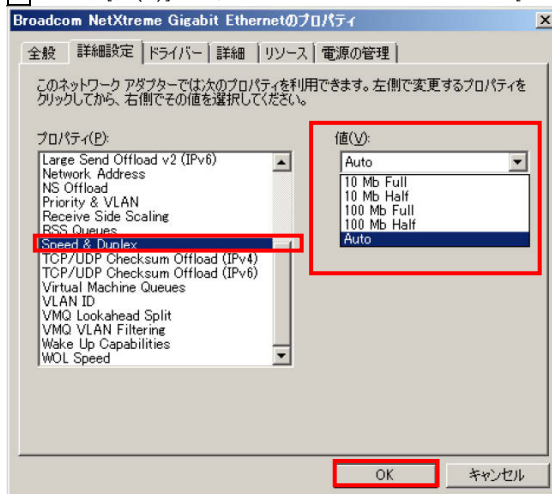 Broadcom NetXtreme Gigabit Ethernetのプロパティ
全般 詳細設定 ドライバー 詳細 リソース 電源の管理
このネットワーク アダプターでは次のプロパティを利用できます。左側で変更するプロパティを
クリックしてから、右側でその値を選択してください。
プロパティ(P):
Large Send Offload v2 (IPv6)
Network Address
NS Offload
Priority & VLAN
Receive Side Scaling
RSS Queues
Speed & Duplex
TCP/UDP Checksum Offload (IPv4)
TCP/UDP Checksum Offload (IPv6)
Virtual Machine Queues
VLAN ID
VMQ Lookahead Split
VMQ VLAN Filtering
Wake Up Capabilities
WOL Speed
値(V):
Auto
10 Mb Full
10 Mb Half
100 Mb Full
100 Mb Half
Auto
OK キャンセル